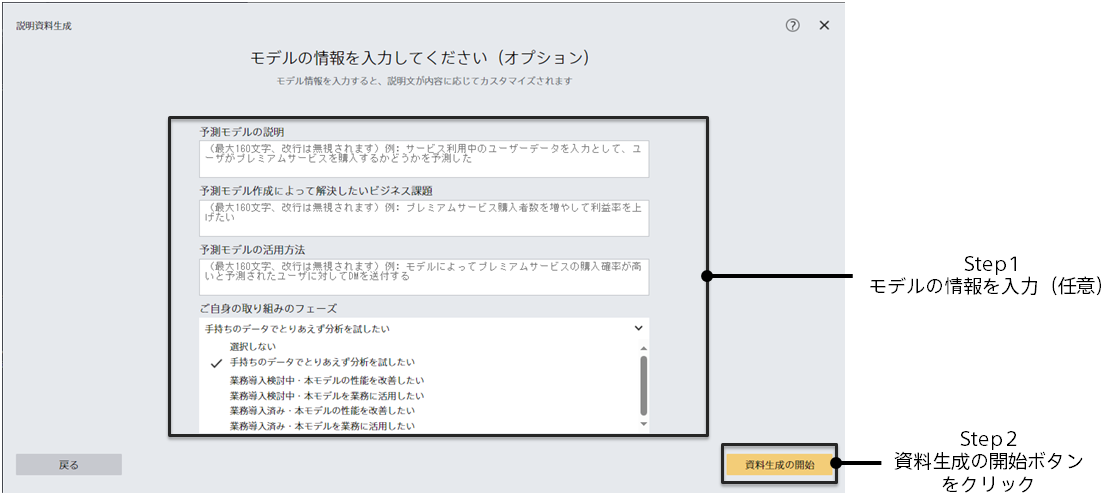 説明資料生成
モデルの情報を入力してください（オプション）
モデル情報を入力すると、説明文が内容に応じてカスタマイズされます
予測モデルの説明
（最大160文字、改行は無視されます）例: サービス利用中のユーザーデータを入力として、ユ
ーザがプレミアムサービスを購入するかどうかを予測した
予測モデル作成によって解決したいビジネス課題
（最大160文字、改行は無視されます）例: プレミアムサービス購入者数を増やして利益率を上
げたい
予測モデルの活用方法
（最大160文字、改行は無視されます）例: モデルによってプレミアムサービスの購入確率が高
いと予測されたユーザに対してDMを送付する
ご自身の取り組みのフェーズ
手持ちのデータでとりあえず分析を試したい
選択しない
手持ちのデータでとりあえず分析を試したい
業務導入検討中・本モデルの性能を改善したい
業務導入検討中・本モデルを業務に活用したい
業務導入済み・本モデルの性能を改善したい
業務導入済み・本モデルを業務に活用したい
戻る
資料生成の開始
Step1
モデルの情報を入力（任意）
Step2
資料生成の開始ボタン
をクリック